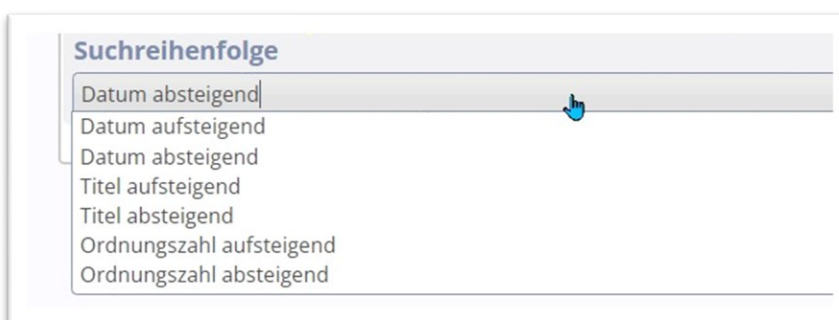 Suchreihenfolge
Datum absteigend
Datum aufsteigend
Datum absteigend
Titel aufsteigend
Titel absteigend
Ordnungszahl aufsteigend
Ordnungszahl absteigend